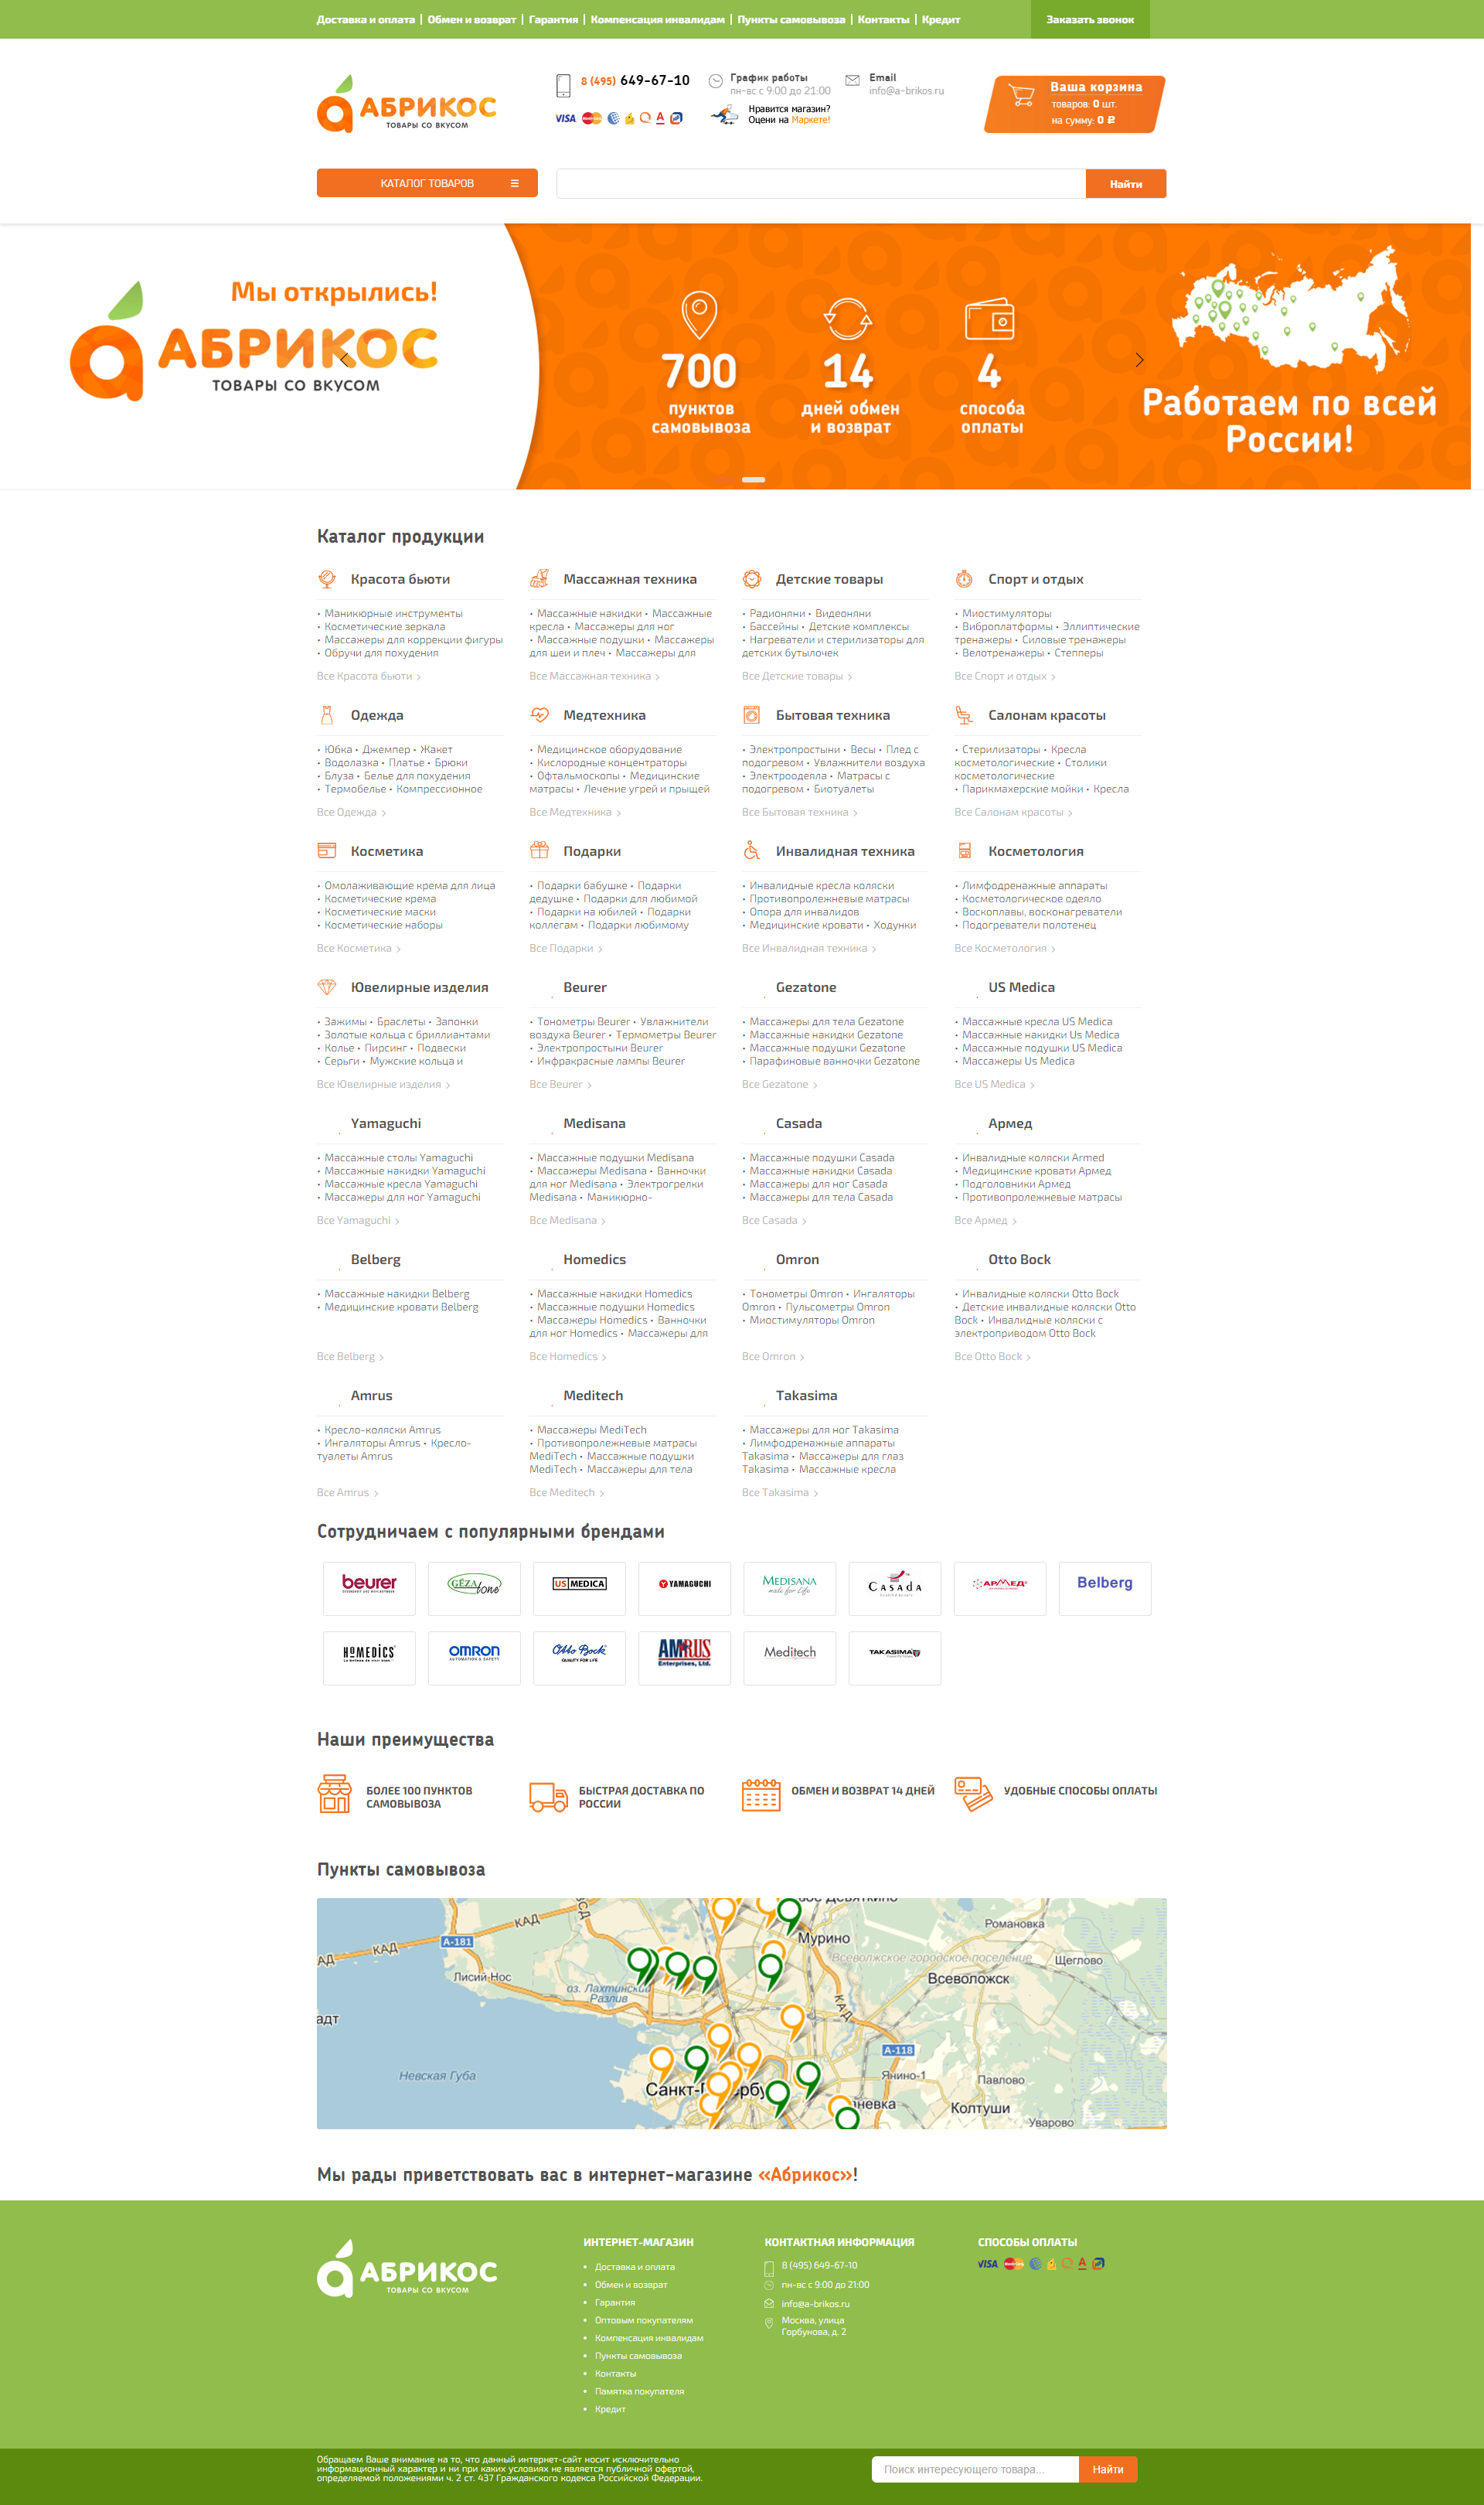 Доставка и оплата | Обмен и возврат | Гарантия | Компенсация инвалидам | Пункты самовывоза | Контакты | Кредит
Заказать звонок
АБРИКОС
ТОВАРЫ СО ВКУСОМ
8 (495) 649-67-10
График работы
пн-вс с 9:00 до 21:00
Email
info@a-brikos.ru
VISA
Нравится магазин?
Оцени на Маркете!
Ваша корзина
товаров: 0 шт.
на сумму: 0 ₽
КАТАЛОГ ТОВАРОВ
Найти
Мы открылись!
АБРИКОС
ТОВАРЫ СО ВКУСОМ
700
пунктов
самовывоза
14
дней обмен
и возврат
4
способа
оплаты
Работаем по всей
России!
Каталог продукции
Красота бьюти
• Маникюрные инструменты
• Косметические зеркала
• Массажеры для коррекции фигуры
• Обручи для похудения
Все Красота бьюти
Массажная техника
• Массажные накидки • Массажные
кресла • Массажеры для ног
• Массажные подушки • Массажеры
для шеи и плеч • Массажеры для
Все Массажная техника
Детские товары
• Радионяни • Видеоняни
• Бассейны • Детские комплексы
• Нагреватели и стерилизаторы для
детских бутылочек
Все Детские товары
Спорт и отдых
• Миостимуляторы
• Виброплатформы • Эллиптические
тренажеры • Силовые тренажеры
• Велотренажеры • Степперы
Все Спорт и отдых
Одежда
• Юбка • Джемпер • Жакет
• Водолазка • Платье • Брюки
• Блуза • Белье для похудения
• Термобелье • Компрессионное
Все Одежда
Медтехника
• Медицинское оборудование
• Кислородные концентраторы
• Офтальмоскопы • Медицинские
матрасы • Лечение угрей и прыщей
Все Медтехника
Бытовая техника
• Электропростыни • Весы • Плед с
подогревом • Увлажнители воздуха
• Электроодеяла • Матрасы с
подогревом • Биотуалеты
Все Бытовая техника
Салонам красоты
• Стерилизаторы • Кресла
косметологические • Столики
косметологические
• Парикмахерские мойки • Кресла
Все Салонам красоты
Косметика
• Омолаживающие крема для лица
• Косметические крема
• Косметические маски
• Косметические наборы
Все Косметика
Подарки
• Подарки бабушке • Подарки
дедушке • Подарки для любимой
• Подарки на юбилей • Подарки
коллегам • Подарки любимому
Все Подарки
Инвалидная техника
• Инвалидные кресла коляски
• Противопролежневые матрасы
• Опора для инвалидов
• Медицинские кровати • Ходунки
Все Инвалидная техника
Косметология
• Лимфодренажные аппараты
• Косметологическое одеяло
• Воскоплавы, восконагреватели
• Подогреватели полотенец
Все Косметология
Ювелирные изделия
• Зажимы • Браслеты • Запонки
• Золотые кольца с бриллиантами
• Колье • Пирсинг • Подвески
• Серьги • Мужские кольца и
Все Ювелирные изделия
Beurer
• Тонометры Beurer • Увлажнители
воздуха Beurer • Термометры Beurer
• Электропростыни Beurer
• Инфракрасные лампы Beurer
Все Beurer
Gezatone
• Массажеры для тела Gezatone
• Массажные накидки Gezatone
• Массажные подушки Gezatone
• Парафиновые ванночки Gezatone
Все Gezatone
US Medica
• Массажные кресла US Medica
• Массажные накидки Us Medica
• Массажные подушки US Medica
• Массажеры Us Medica
Все US Medica
Yamaguchi
• Массажные столы Yamaguchi
• Массажные накидки Yamaguchi
• Массажные кресла Yamaguchi
• Массажеры для ног Yamaguchi
Все Yamaguchi
Medisana
• Массажные подушки Medisana
• Массажеры Medisana • Ванночки
для ног Medisana • Электрогрелки
Medisana • Маникюрно-
Все Medisana
Casada
• Массажные подушки Casada
• Массажные накидки Casada
• Массажеры для ног Casada
• Массажеры для тела Casada
Все Casada
Армед
• Инвалидные коляски Armed
• Медицинские кровати Армед
• Подголовники Армед
• Противопролежневые матрасы
Все Армед
Belberg
• Массажные накидки Belberg
• Медицинские кровати Belberg
Все Belberg
Homedics
• Массажные накидки Homedics
• Массажные подушки Homedics
• Массажеры Homedics • Ванночки
для ног Homedics • Массажеры для
Все Homedics
Omron
• Тонометры Omron • Ингаляторы
Omron • Пульсометры Omron
• Миостимуляторы Omron
Все Omron
Otto Bock
• Инвалидные коляски Otto Bock
• Детские инвалидные коляски Otto
Bock • Инвалидные коляски с
электроприводом Otto Bock
Все Otto Bock
Amrus
• Кресло-коляски Amrus
• Ингаляторы Amrus • Кресло-
туалеты Amrus
Все Amrus
Meditech
• Массажеры MediTech
• Противопролежневые матрасы
MediTech • Массажные подушки
MediTech • Массажеры для тела
Все Meditech
Takasima
• Массажеры для ног Takasima
• Лимфодренажные аппараты
Takasima • Массажеры для глаз
Takasima • Массажные кресла
Все Takasima
Сотрудничаем с популярными брендами
beurer
GÉZAtone
US MEDICA
YAMAGUCHI
MEDISANA
made for life
CASADA
АРМЕД
Belberg
HOMEDICS
OMRON
AUTOMATION & SAFETY
Otto Bock
QUALITY FOR LIFE
AMRUS
Enterprises, Ltd.
Meditech
TAKASIMA
Наши преимущества
БОЛЕЕ 100 ПУНКТОВ
САМОВЫВОЗА
БЫСТРАЯ ДОСТАВКА ПО
РОССИИ
ОБМЕН И ВОЗВРАТ 14 ДНЕЙ
УДОБНЫЕ СПОСОБЫ ОПЛАТЫ
Пункты самовывоза
КАД
Романовка
Мурино
А-181
КАД
КАД
Всеволожское городское поселение
Щеглово
Лисий Нос
оз. Лахтинский
Разлив
Всеволожск
КАД
А-118
Невская Губа
Янино-1
Павлово
Колтуши
Уварово
Мы рады приветствовать вас в интернет-магазине «Абрикос»!
АБРИКОС
ТОВАРЫ СО ВКУСОМ
ИНТЕРНЕТ-МАГАЗИН
Доставка и оплата
Обмен и возврат
Гарантия
Оптовым покупателям
Компенсация инвалидам
Пункты самовывоза
Контакты
Памятка покупателя
Кредит
КОНТАКТНАЯ ИНФОРМАЦИЯ
8 (495) 649-67-10
пн-вс с 9:00 до 21:00
info@a-brikos.ru
Москва, улица
Горбунова, д. 2
СПОСОБЫ ОПЛАТЫ
VISA
Обращаем Ваше внимание на то, что данный интернет-сайт носит исключительно
информационный характер и ни при каких условиях не является публичной офертой,
определяемой положениями ч. 2 ст. 437 Гражданского кодекса Российской Федерации.
Поиск интересующего товара...
Найти